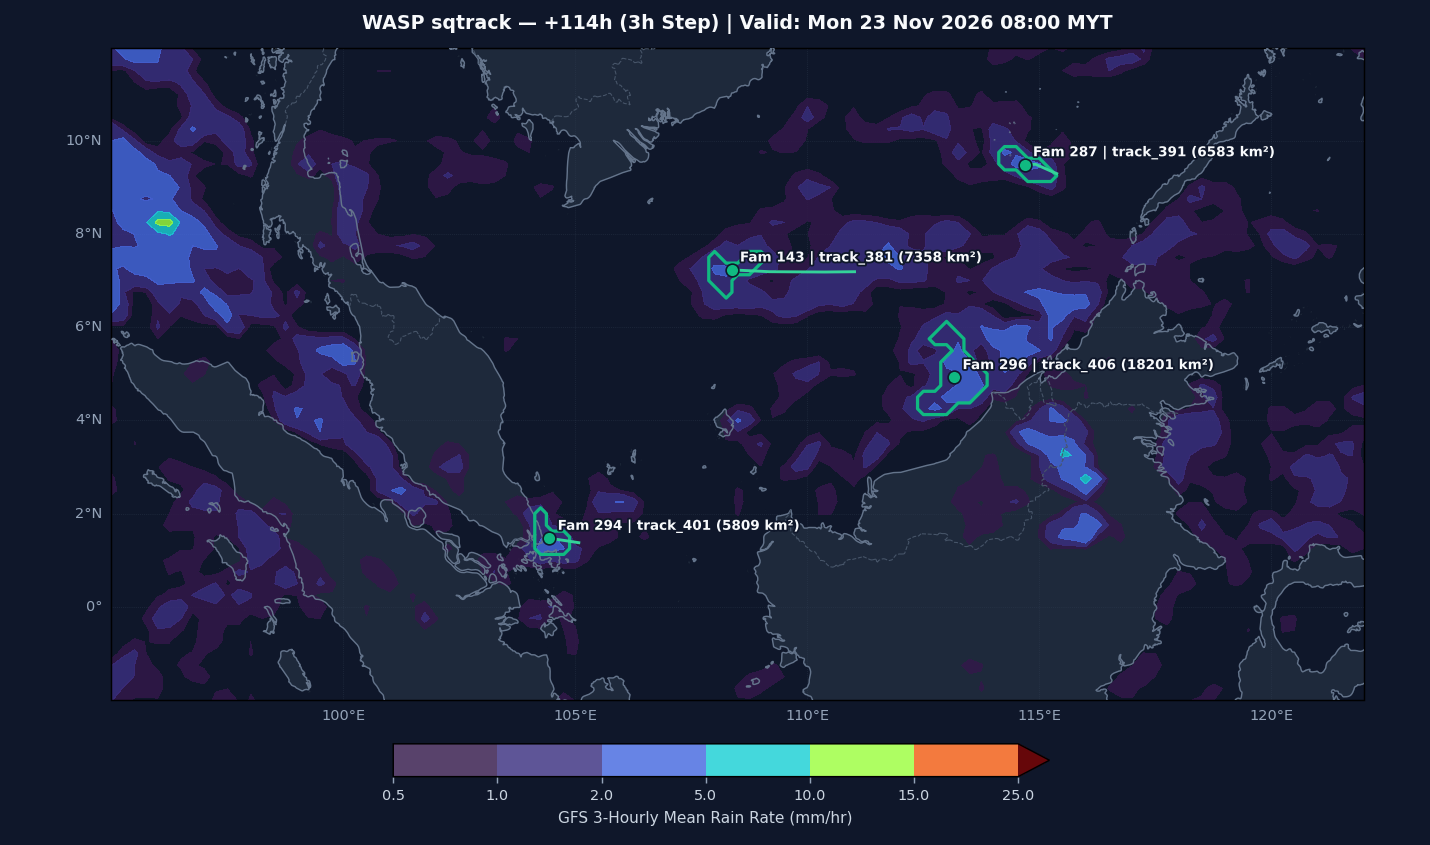 WASP sqtrack — +114h (3h Step) | Valid: Mon 23 Nov 2026 08:00 MYT
10°N
8°N
6°N
4°N
2°N
0°
Fam 287 | track_391 (6583 km²)
Fam 143 | track_381 (7358 km²)
Fam 296 | track_406 (18201 km²)
Fam 294 | track_401 (5809 km²)
100°E 105°E 110°E 115°E 120°E
0.5 1.0 2.0 5.0 10.0 15.0 25.0
GFS 3-Hourly Mean Rain Rate (mm/hr)